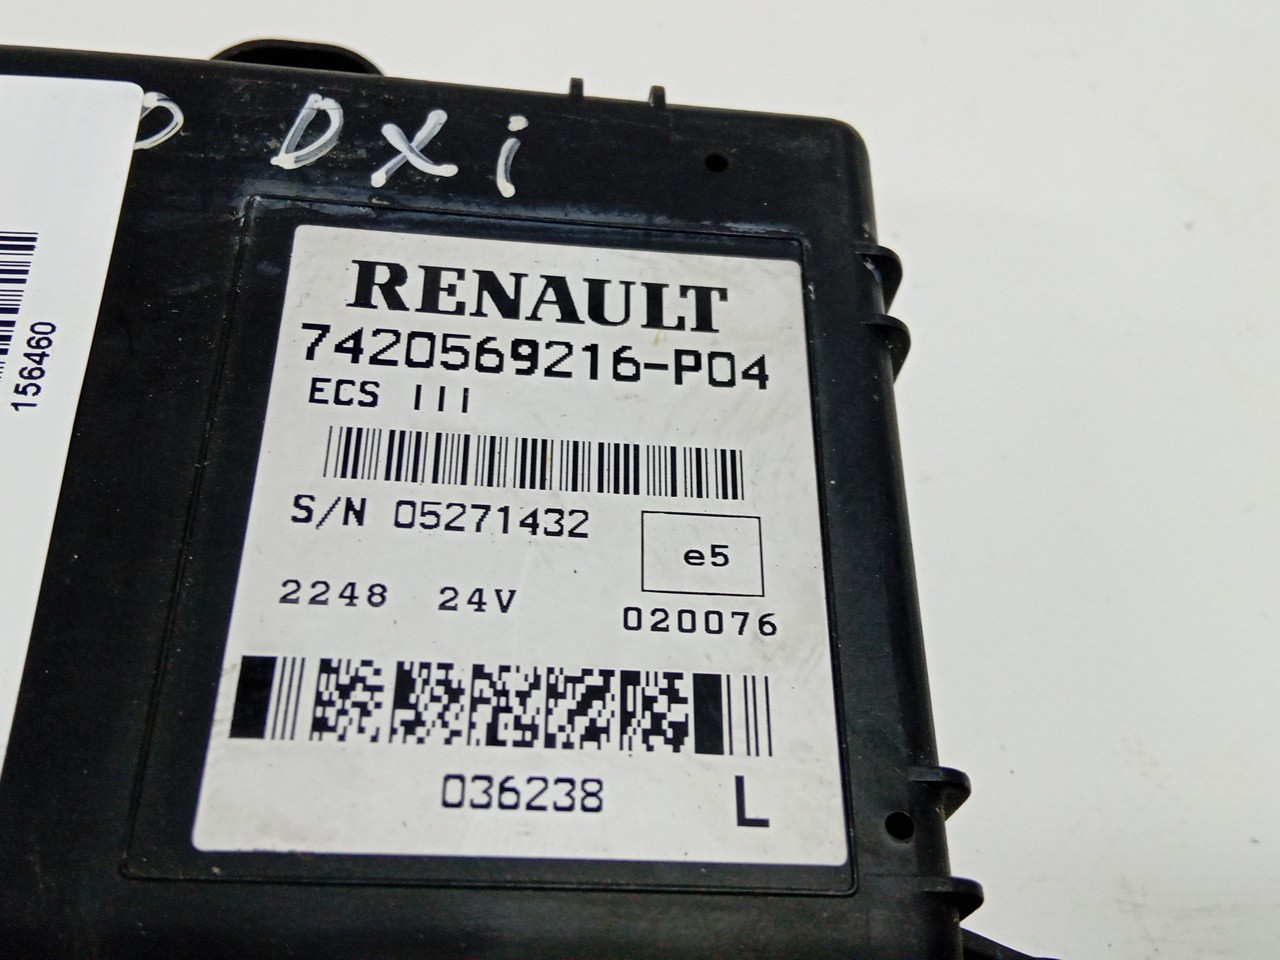 DXi
RENAULT
7420569216-P04
ECS III
S/N 05271432
e5
2248 24V
020076
036238 L
156460